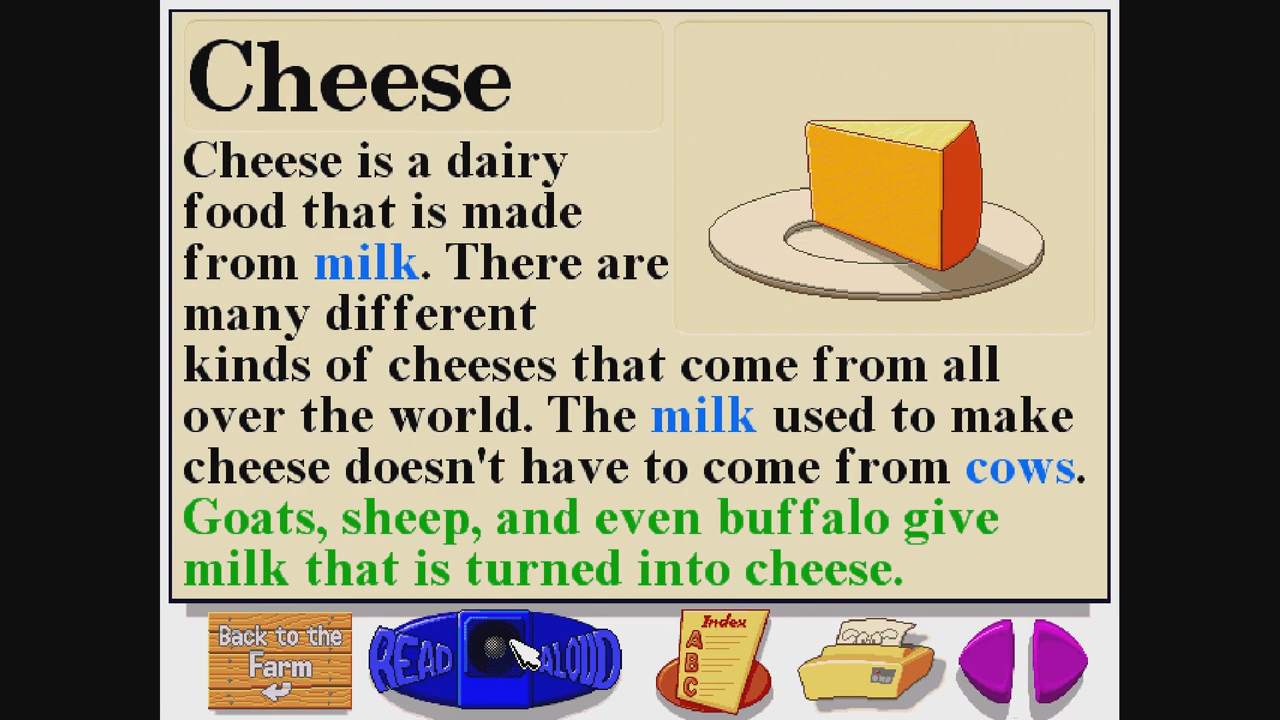 Cheese
Cheese is a dairy
food that is made
from milk. There are
many different
kinds of cheeses that come from all
over the world. The milk used to make
cheese doesn't have to come from cows.
Goats, sheep, and even buffalo give
milk that is turned into cheese.
Back to the
Farm
READ ALOUD
Index
A
B
C